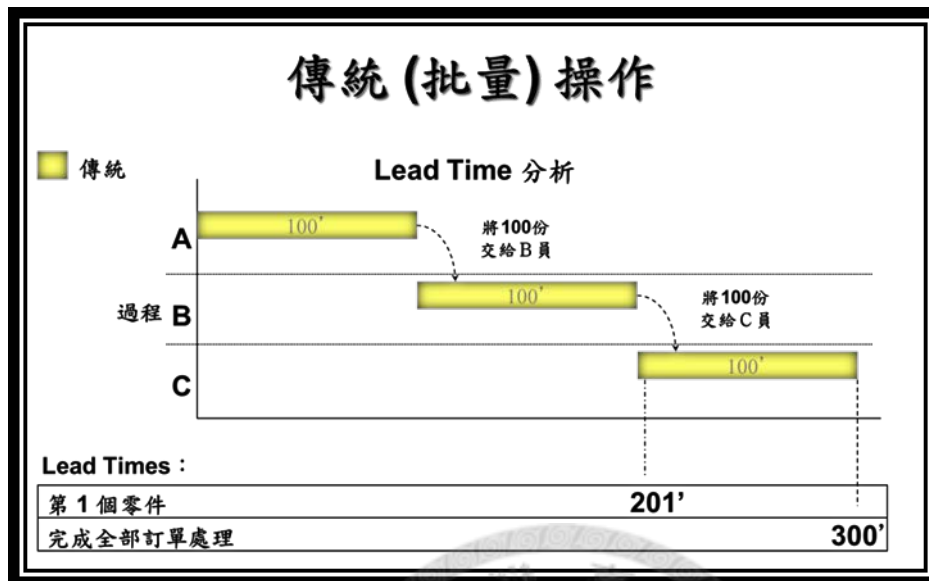 傳統 (批量) 操作
傳統
Lead Time 分析
A
100’
將100份
交給B員
過程
B
100’
將100份
交給C員
C
100’
Lead Times：
第 1 個零件
201’
完成全部訂單處理
300’